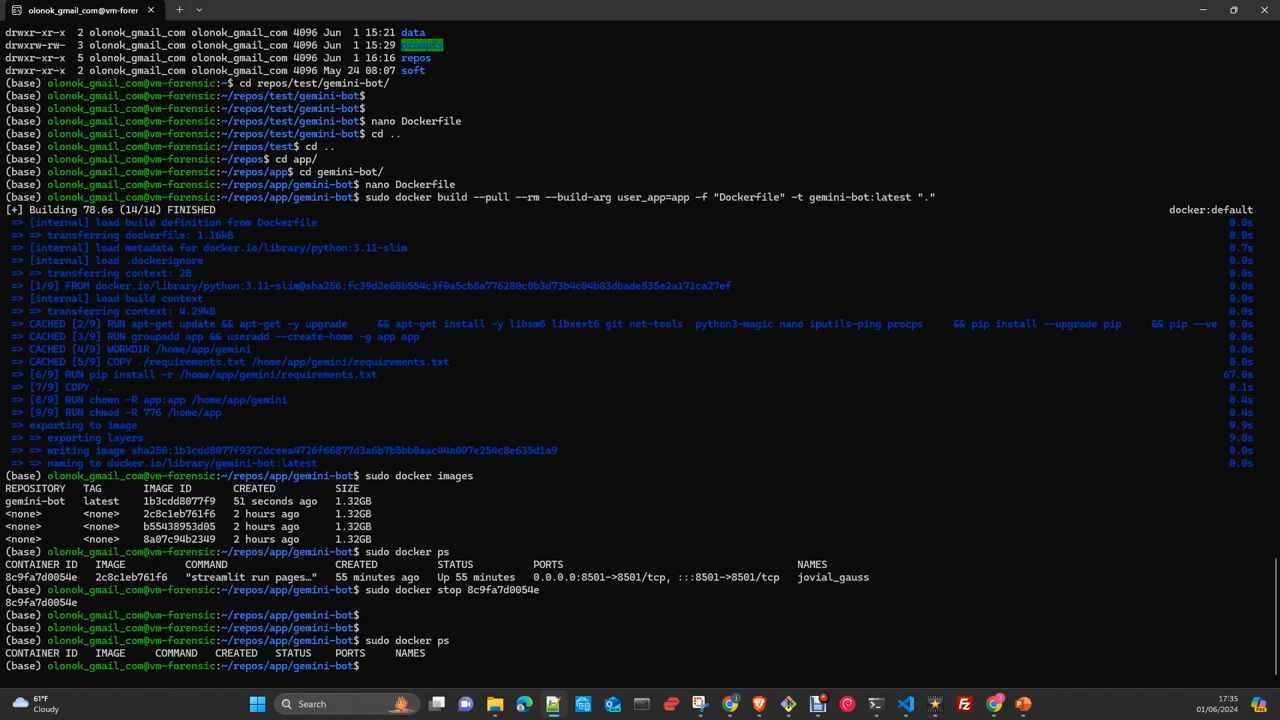 olonok_gmail_com@vm-foren
drwxr-xr-x  2 olonok_gmail_com olonok_gmail_com 4096 Jun  1 15:21 data
drwxrw-rw-  3 olonok_gmail_com olonok_gmail_com 4096 Jun  1 15:29 prompts
drwxr-xr-x  5 olonok_gmail_com olonok_gmail_com 4096 Jun  1 16:16 repos
drwxr-xr-x  2 olonok_gmail_com olonok_gmail_com 4096 May 24 08:07 soft
(base) olonok_gmail_com@vm-forensic:~$ cd repos/test/gemini-bot/
(base) olonok_gmail_com@vm-forensic:~/repos/test/gemini-bot$
(base) olonok_gmail_com@vm-forensic:~/repos/test/gemini-bot$
(base) olonok_gmail_com@vm-forensic:~/repos/test/gemini-bot$ nano Dockerfile
(base) olonok_gmail_com@vm-forensic:~/repos/test/gemini-bot$ cd ..
(base) olonok_gmail_com@vm-forensic:~/repos/test$ cd ..
(base) olonok_gmail_com@vm-forensic:~/repos$ cd app/
(base) olonok_gmail_com@vm-forensic:~/repos/app$ cd gemini-bot/
(base) olonok_gmail_com@vm-forensic:~/repos/app/gemini-bot$ nano Dockerfile
(base) olonok_gmail_com@vm-forensic:~/repos/app/gemini-bot$ sudo docker build --pull --rm --build-arg user_app=app -f "Dockerfile" -t gemini-bot:latest "."
[+] Building 78.6s (14/14) FINISHED docker:default
=> [internal] load build definition from Dockerfile 0.0s
=> => transferring dockerfile: 1.16kB 0.0s
=> [internal] load metadata for docker.io/library/python:3.11-slim 0.7s
=> [internal] load .dockerignore 0.0s
=> => transferring context: 2B 0.0s
=> [1/9] FROM docker.io/library/python:3.11-slim@sha256:fc39d2e68b554c3f0a5cb8a776280c0b3d73b4c04b83dbade835e2a171ca27ef 0.0s
=> [internal] load build context 0.0s
=> => transferring context: 4.29kB 0.0s
=> CACHED [2/9] RUN apt-get update && apt-get -y upgrade     && apt-get install -y libsm6 libxext6 git net-tools  python3-magic nano iputils-ping procps     && pip install --upgrade pip     && pip --ve 0.0s
=> CACHED [3/9] RUN groupadd app && useradd --create-home -g app app 0.0s
=> CACHED [4/9] WORKDIR /home/app/gemini 0.0s
=> CACHED [5/9] COPY ./requirements.txt /home/app/gemini/requirements.txt 0.0s
=> [6/9] RUN pip install -r /home/app/gemini/requirements.txt 67.0s
=> [7/9] COPY . . 0.1s
=> [8/9] RUN chown -R app:app /home/app/gemini 0.4s
=> [9/9] RUN chmod -R 776 /home/app 0.4s
=> exporting to image 9.9s
=> => exporting layers 9.8s
=> => writing image sha256:1b3cdd8077f9372dceea4726f66877d3a6b7b5bb0aac44a007e254c8e635d1a9 0.0s
=> => naming to docker.io/library/gemini-bot:latest 0.0s
(base) olonok_gmail_com@vm-forensic:~/repos/app/gemini-bot$ sudo docker images
REPOSITORY   TAG       IMAGE ID       CREATED          SIZE
gemini-bot   latest    1b3cdd8077f9   51 seconds ago   1.32GB
<none>       <none>    2c8c1eb761f6   2 hours ago      1.32GB
<none>       <none>    b55438953d05   2 hours ago      1.32GB
<none>       <none>    8a07c94b2349   2 hours ago      1.32GB
(base) olonok_gmail_com@vm-forensic:~/repos/app/gemini-bot$ sudo docker ps
CONTAINER ID   IMAGE          COMMAND                  CREATED          STATUS          PORTS                                       NAMES
8c9fa7d0054e   2c8c1eb761f6   "streamlit run pages…"   55 minutes ago   Up 55 minutes   0.0.0.0:8501->8501/tcp, :::8501->8501/tcp   jovial_gauss
(base) olonok_gmail_com@vm-forensic:~/repos/app/gemini-bot$ sudo docker stop 8c9fa7d0054e
8c9fa7d0054e
(base) olonok_gmail_com@vm-forensic:~/repos/app/gemini-bot$
(base) olonok_gmail_com@vm-forensic:~/repos/app/gemini-bot$
(base) olonok_gmail_com@vm-forensic:~/repos/app/gemini-bot$ sudo docker ps
CONTAINER ID   IMAGE     COMMAND   CREATED   STATUS    PORTS     NAMES
(base) olonok_gmail_com@vm-forensic:~/repos/app/gemini-bot$
61°F
Cloudy
Search
17:35
01/06/2024